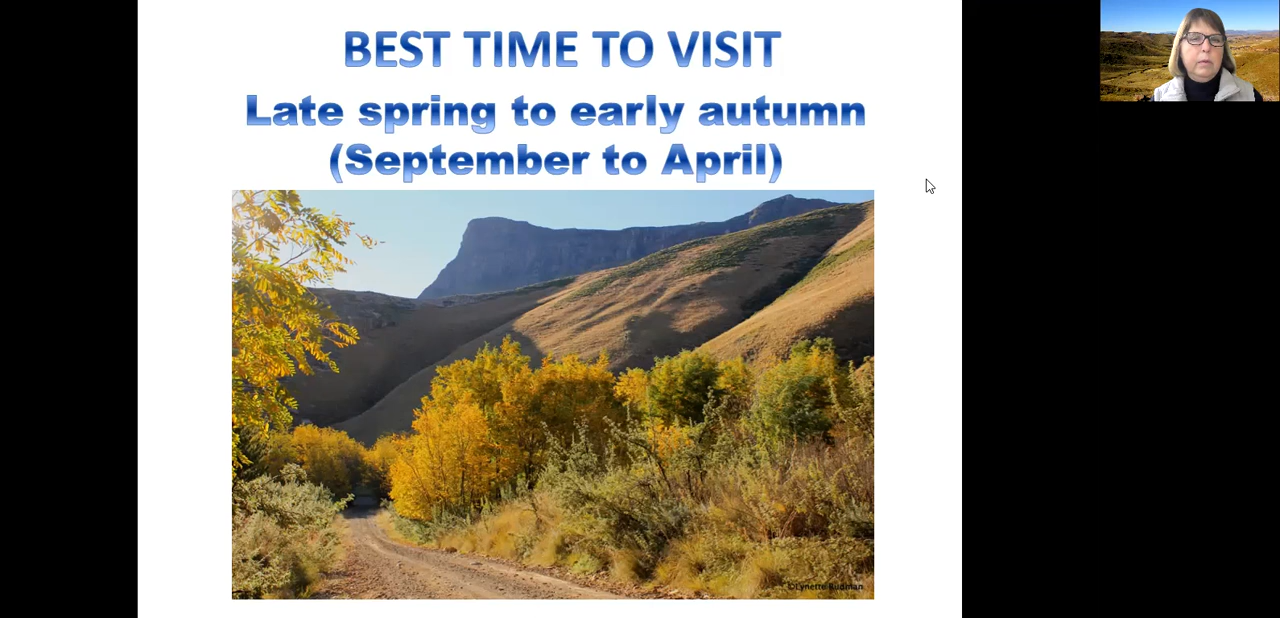 BEST TIME TO VISIT
Late spring to early autumn
(September to April)
©Lynette Rudman